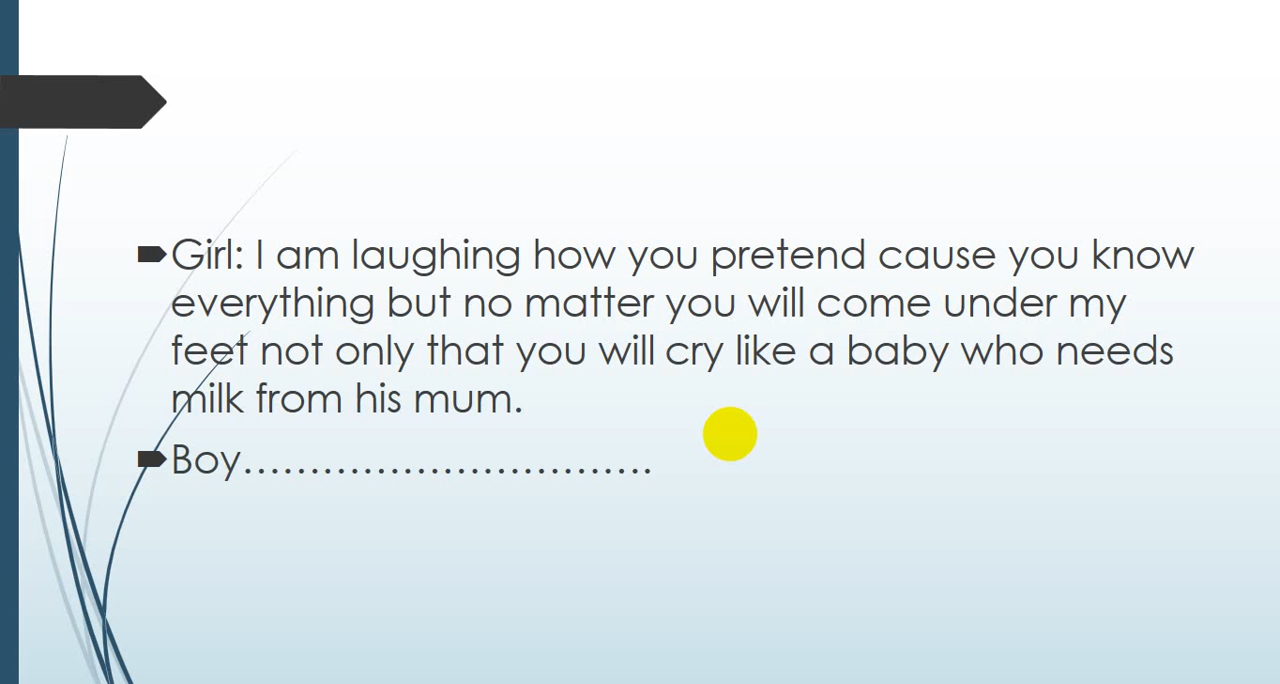 Girl: I am laughing how you pretend cause you know
everything but no matter you will come under my
feet not only that you will cry like a baby who needs
milk from his mum.
Boy…………………………….